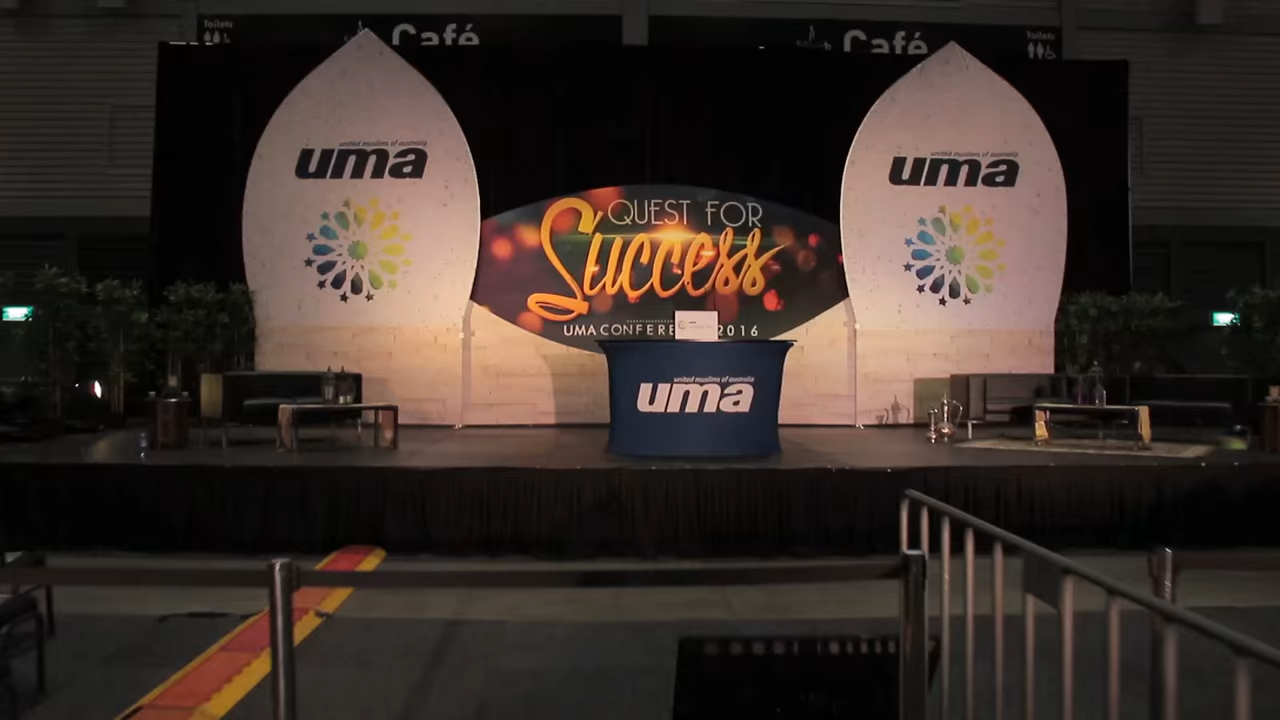 Toilets
Café
Café
Toilets
united muslims of australia
uma
united muslims of australia
uma
QUEST FOR
Success
UMA CONFERE 2016
united muslims of australia
uma